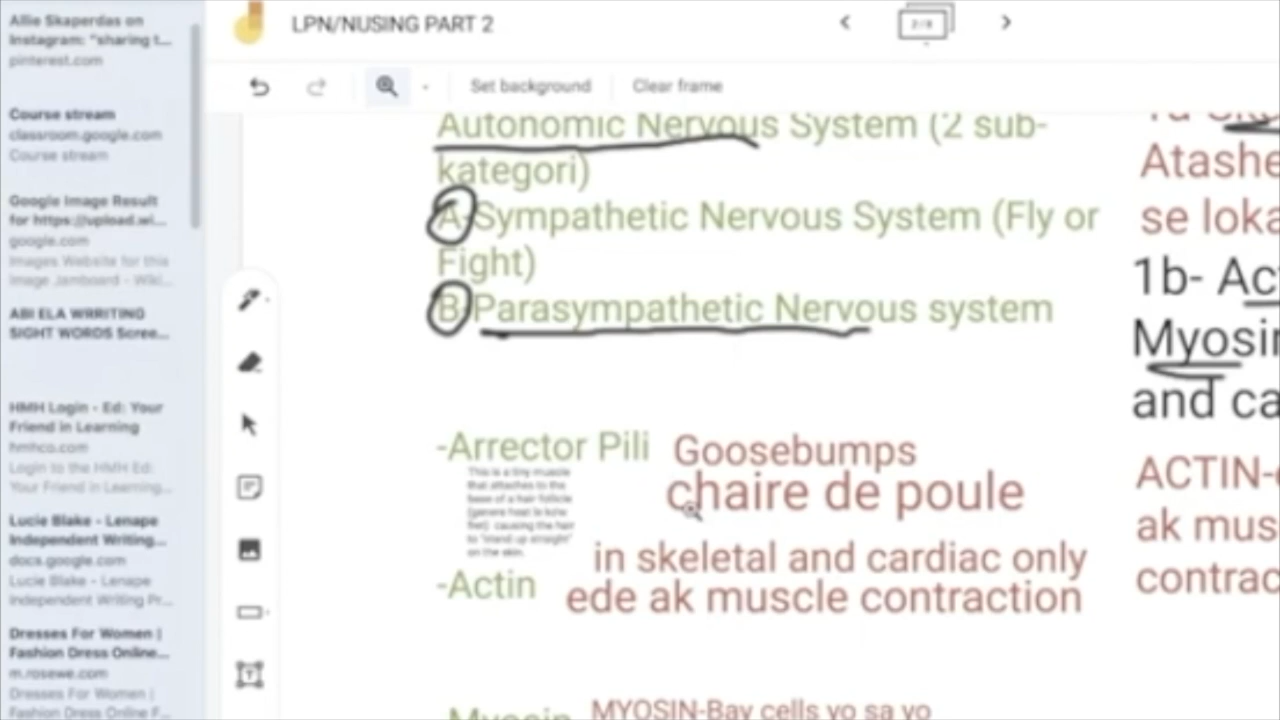 Allie Skaperdas on
Instagram: "sharing t...
pinterest.com
Course stream
classroom.google.com
Course stream
Google Image Result
for https://upload.wi...
google.com
Images Website for this
image Jamboard - Wiki...
ABI ELA WRRITING
SIGHT WORDS Scree...
HMH Login - Ed: Your
Friend in Learning
hmhco.com
Login to the HMH Ed:
Your Friend in Learning...
Lucie Blake - Lenape
Independent Writing...
docs.google.com
Lucie Blake - Lenape
Independent Writing Pr...
Dresses For Women |
Fashion Dress Online...
m.rosewe.com
Dresses For Women |
Fashion Dress Online F...
LPN/NUSING PART 2
2/8
Set background
Clear frame
Autonomic Nervous System (2 sub-
kategori)
A-Sympathetic Nervous System (Fly or
Fight)
B-Parasympathetic Nervous system
-Arrector Pili
This is a tiny muscle
that attaches to the
base of a hair follicle
causing the hair
to "stand up straight"
on the skin.
Goosebumps
chaire de poule
-Actin
in skeletal and cardiac only
ede ak muscle contraction
-Myosin
MYOSIN-Bay cells yo sa yo
Atashe
se loka
1b- Ac
Myosin
and ca
ACTIN-
ak mus
contrac